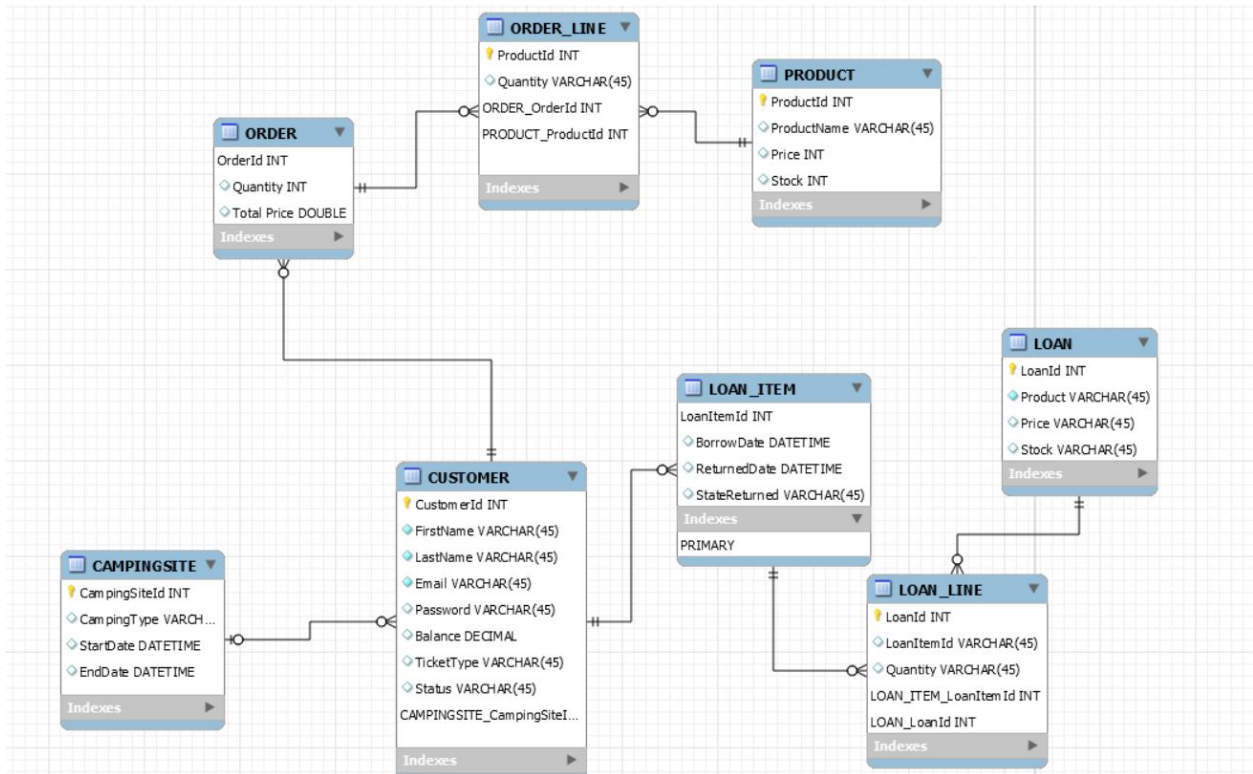 ORDER_LINE
ProductId INT
Quantity VARCHAR(45)
ORDER_OrderId INT
PRODUCT_ProductId INT
Indexes
PRODUCT
ProductId INT
ProductName VARCHAR(45)
Price INT
Stock INT
Indexes
ORDER
OrderId INT
Quantity INT
Total Price DOUBLE
Indexes
LOAN
LoanId INT
Product VARCHAR(45)
Price VARCHAR(45)
Stock VARCHAR(45)
Indexes
LOAN_ITEM
LoanItemId INT
BorrowDate DATETIME
ReturnedDate DATETIME
StateReturned VARCHAR(45)
Indexes
PRIMARY
CUSTOMER
CustomerId INT
FirstName VARCHAR(45)
LastName VARCHAR(45)
Email VARCHAR(45)
Password VARCHAR(45)
Balance DECIMAL
TicketType VARCHAR(45)
Status VARCHAR(45)
CAMPINGSITE_CampingSiteI...
Indexes
CAMPINGSITE
CampingSiteId INT
CampingType VARCH...
StartDate DATETIME
EndDate DATETIME
Indexes
LOAN_LINE
LoanId INT
LoanItemId VARCHAR(45)
Quantity VARCHAR(45)
LOAN_ITEM_LoanItemId INT
LOAN_LoanId INT
Indexes